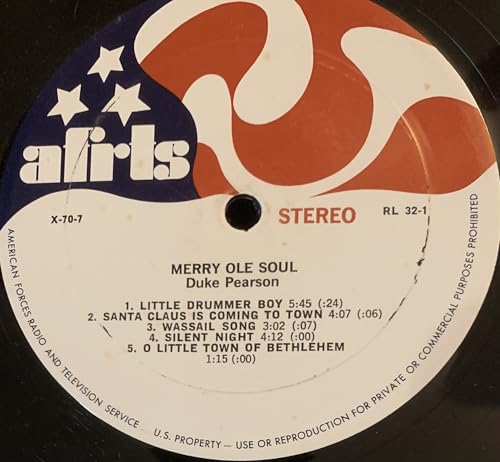 afrts
X-70-7
STEREO
RL 32-1
MERRY OLE SOUL
Duke Pearson
1. LITTLE DRUMMER BOY 5:45 (:24)
2. SANTA CLAUS IS COMING TO TOWN 4:07 (:06)
3. WASSAIL SONG 3:02 (:07)
4. SILENT NIGHT 4:12 (:00)
5. O LITTLE TOWN OF BETHLEHEM
1:15 (:00)
AMERICAN FORCES RADIO AND TELEVISION SERVICE . . . U.S. PROPERTY — USE OR REPRODUCTION FOR PRIVATE OR COMMERCIAL PURPOSES PROHIBITED